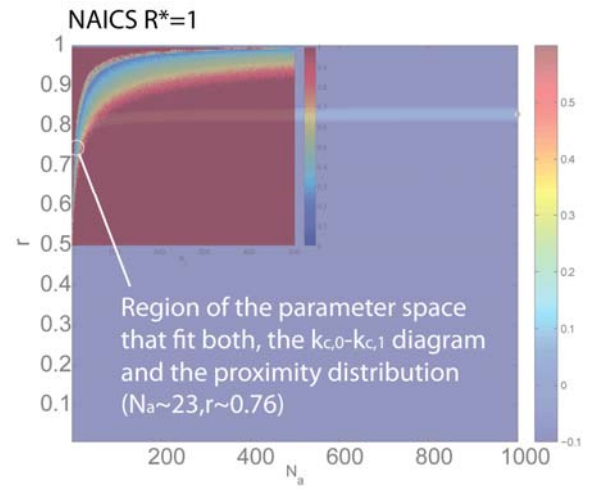 NAICS R*=1
1
0.9
0.8
0.7
0.6
0.5
0.4
0.3
0.2
0.1
r
200 400 600 800 1000
Na
0.5
0.4
0.3
0.2
0.1
0
−0.1
Region of the parameter space
that fit both, the kc,0-kc,1 diagram
and the proximity distribution
(Na~23,r~0.76)